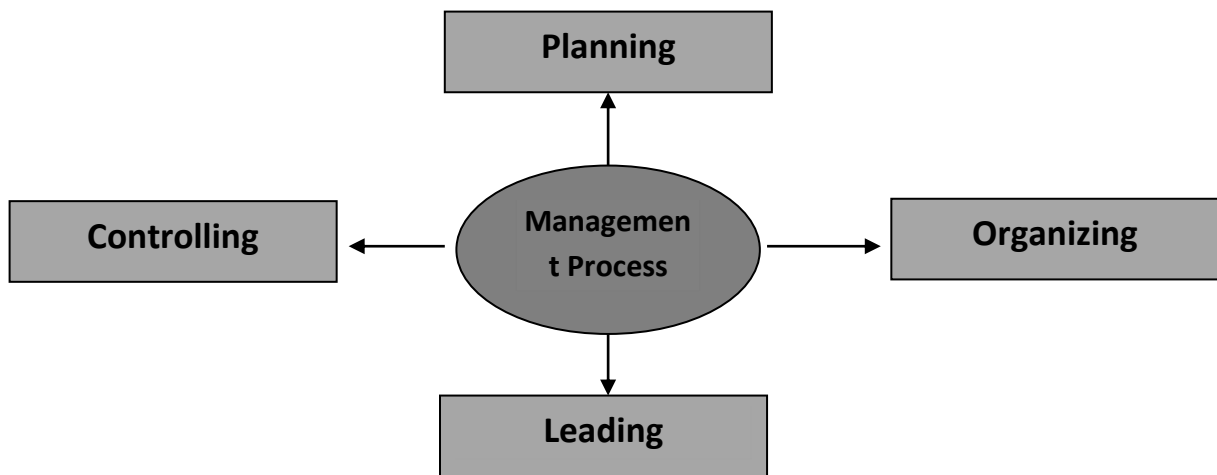 Planning
Controlling
Managemen
t Process
Organizing
Leading